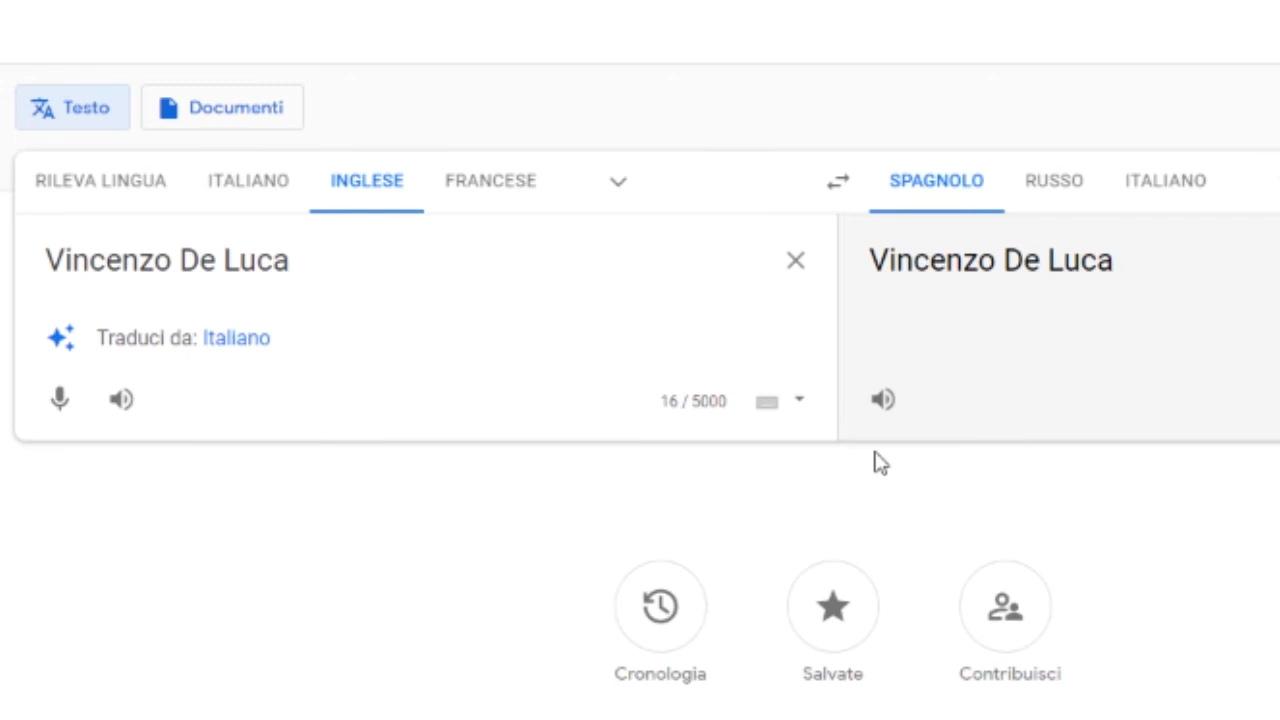 Testo Documenti
RILEVA LINGUA ITALIANO INGLESE FRANCESE SPAGNOLO RUSSO ITALIANO
Vincenzo De Luca Vincenzo De Luca
Traduci da: Italiano
16 / 5000
Cronologia Salvate Contribuisci